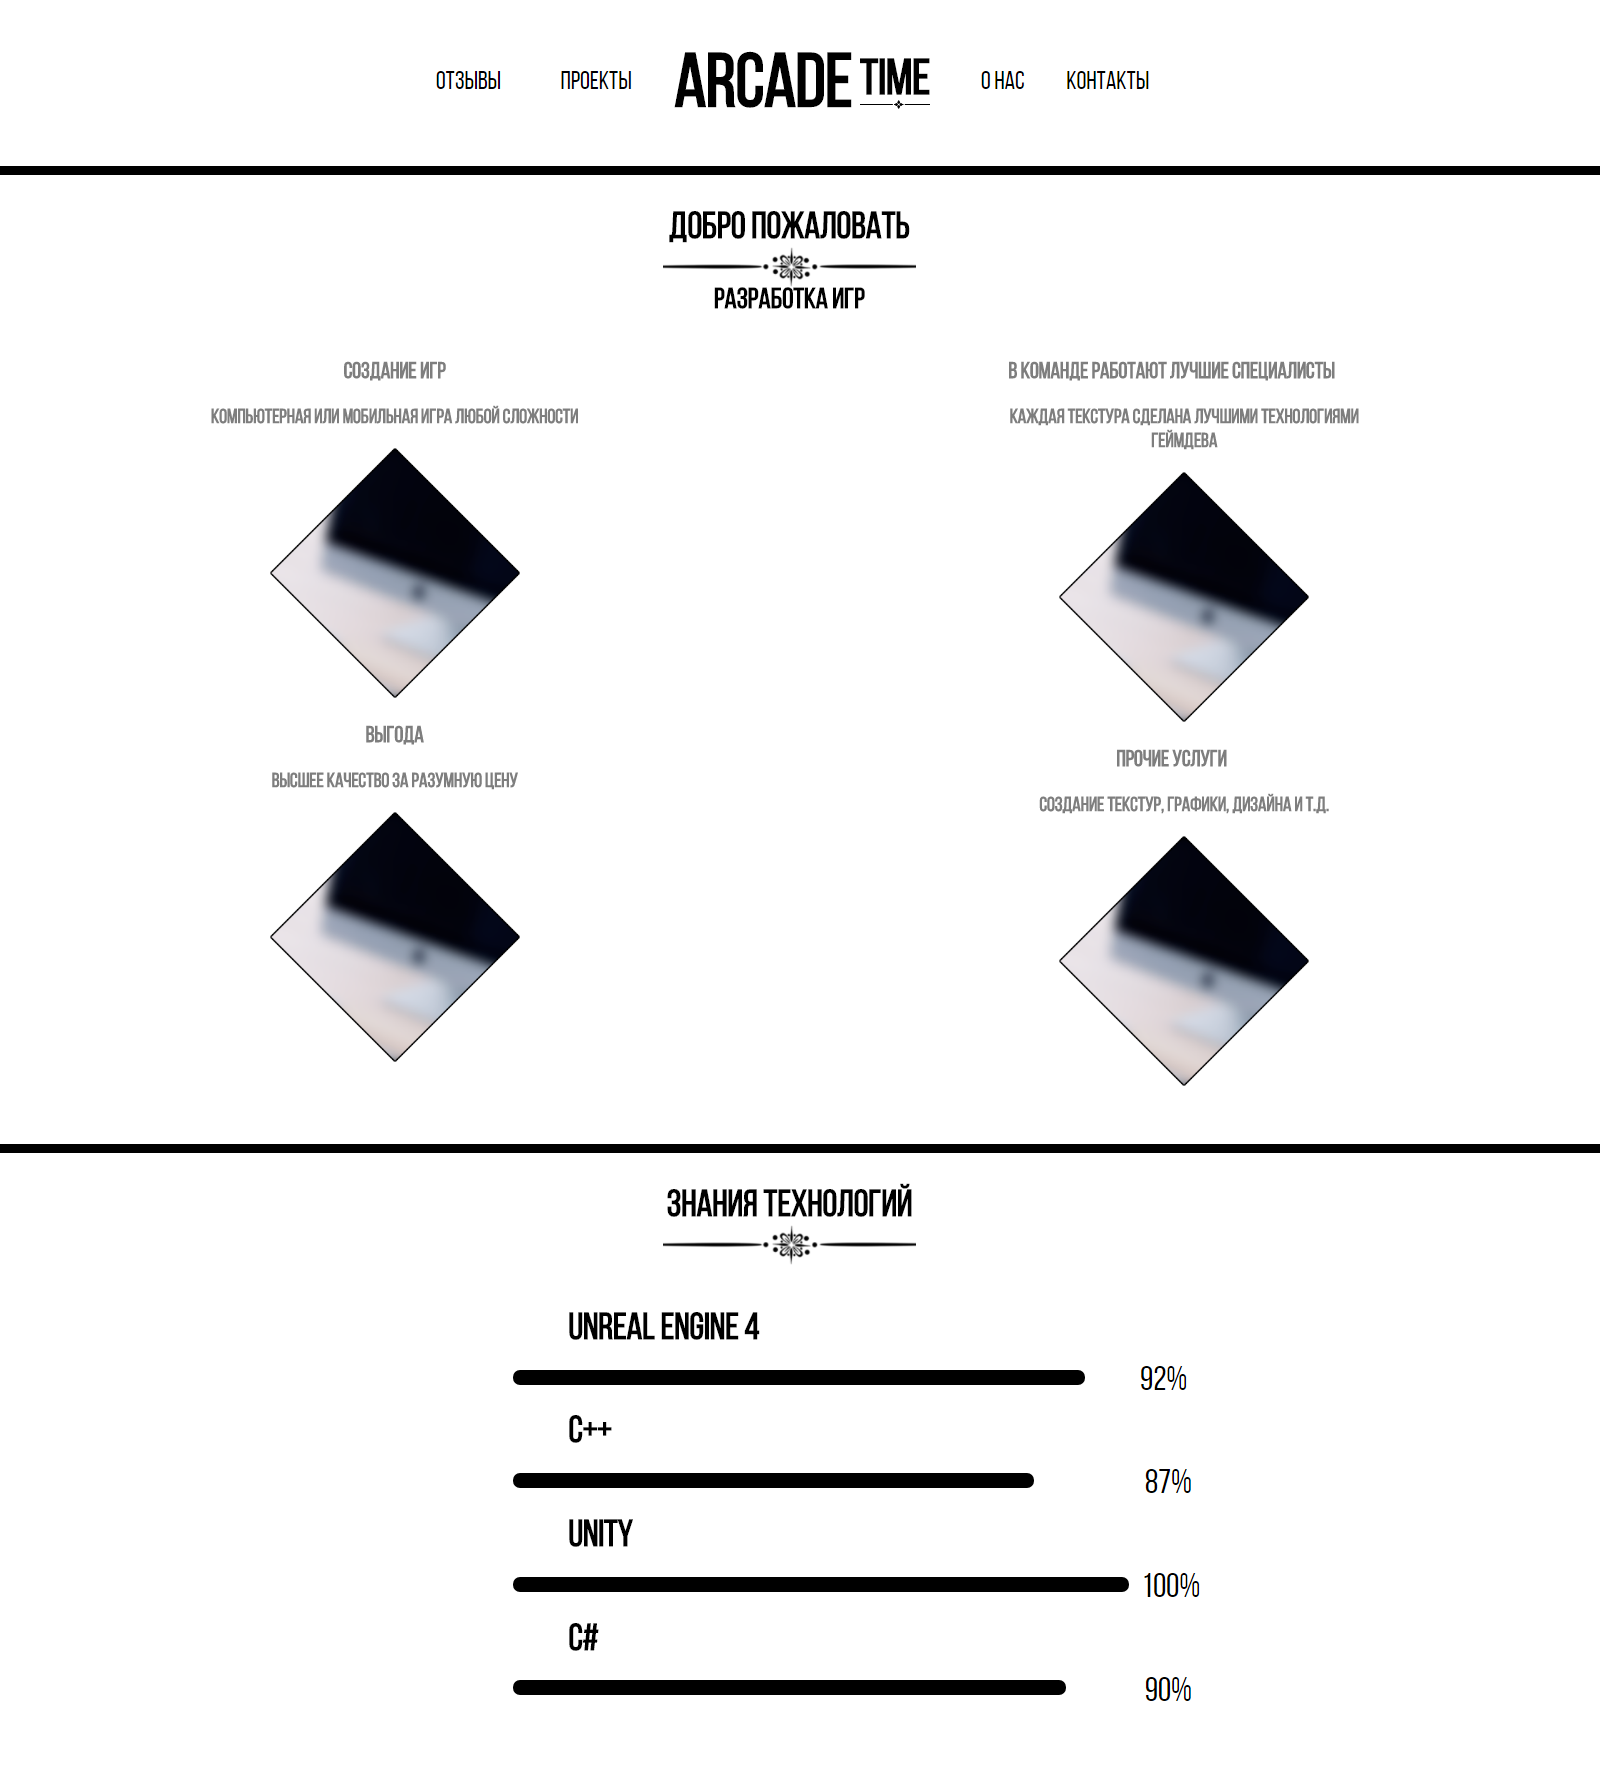 ОТЗЫВЫ ПРОЕКТЫ ARCADE TIME О НАС КОНТАКТЫ
ДОБРО ПОЖАЛОВАТЬ
РАЗРАБОТКА ИГР
СОЗДАНИЕ ИГР
КОМПЬЮТЕРНАЯ ИЛИ МОБИЛЬНАЯ ИГРА ЛЮБОЙ СЛОЖНОСТИ
ВЫГОДА
ВЫСШЕЕ КАЧЕСТВО ЗА РАЗУМНУЮ ЦЕНУ
В КОМАНДЕ РАБОТАЮТ ЛУЧШИЕ СПЕЦИАЛИСТЫ
КАЖДАЯ ТЕКСТУРА СДЕЛАНА ЛУЧШИМИ ТЕХНОЛОГИЯМИ
ГЕЙМДЕВА
ПРОЧИЕ УСЛУГИ
СОЗДАНИЕ ТЕКСТУР, ГРАФИКИ, ДИЗАЙНА И Т.Д.
ЗНАНИЯ ТЕХНОЛОГИЙ
UNREAL ENGINE 4
92%
C++
87%
UNITY
100%
C#
90%